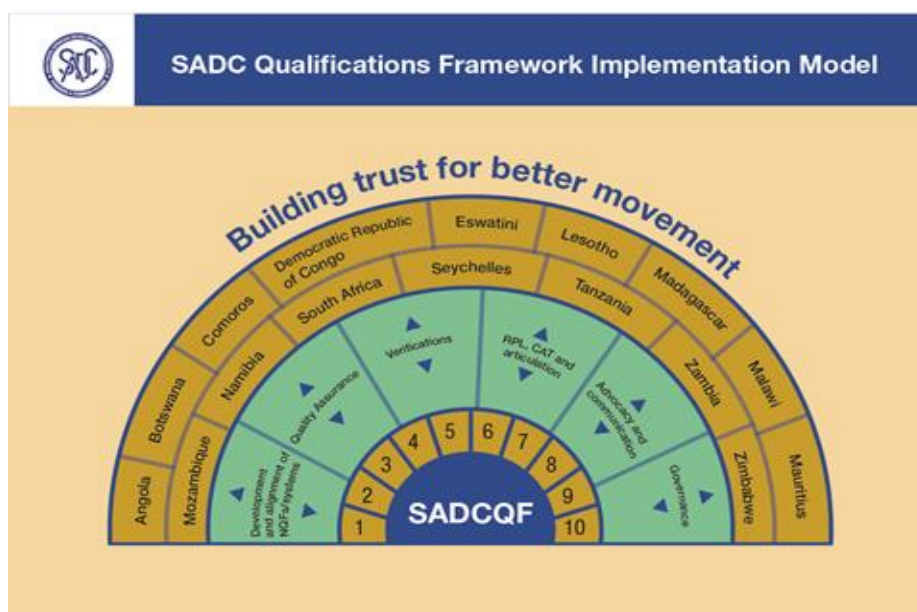 SADC
SADC Qualifications Framework Implementation Model
Building trust for better movement
Angola
Botswana
Comoros
Democratic Republic
of Congo
Eswatini
Lesotho
Madagascar
Malawi
Mauritius
Mozambique
Namibia
South Africa
Seychelles
Tanzania
Zambia
Zimbabwe
Development
and alignment of
NQFs/systems
Quality Assurance
Verifications
RPL, CAT and
articulation
Advocacy and
communication
Governance
1
2
3
4
5
6
7
8
9
10
SADCQF